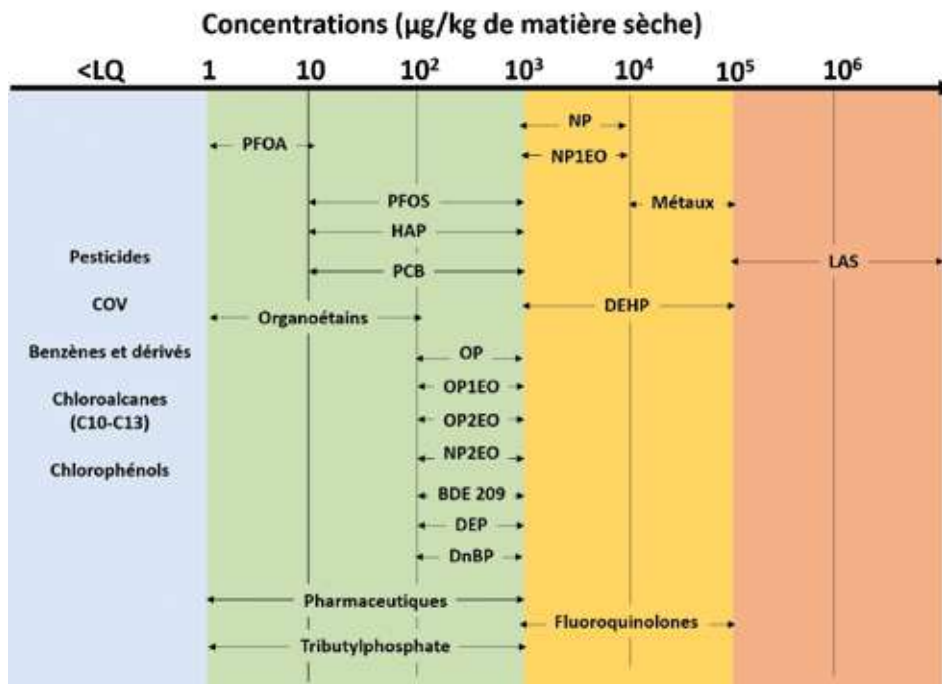 Concentrations (µg/kg de matière sèche)
<LQ 1 10 10² 10³ 10⁴ 10⁵ 10⁶
NP
PFOA
NP1EO
PFOS
Métaux
HAP
Pesticides
LAS
PCB
COV
DEHP
Organoétains
Benzènes et dérivés
OP
OP1EO
Chloroalcanes
(C10-C13)
OP2EO
NP2EO
Chlorophénols
BDE 209
DEP
DnBP
Pharmaceutiques
Fluoroquinolones
Tributylphosphate